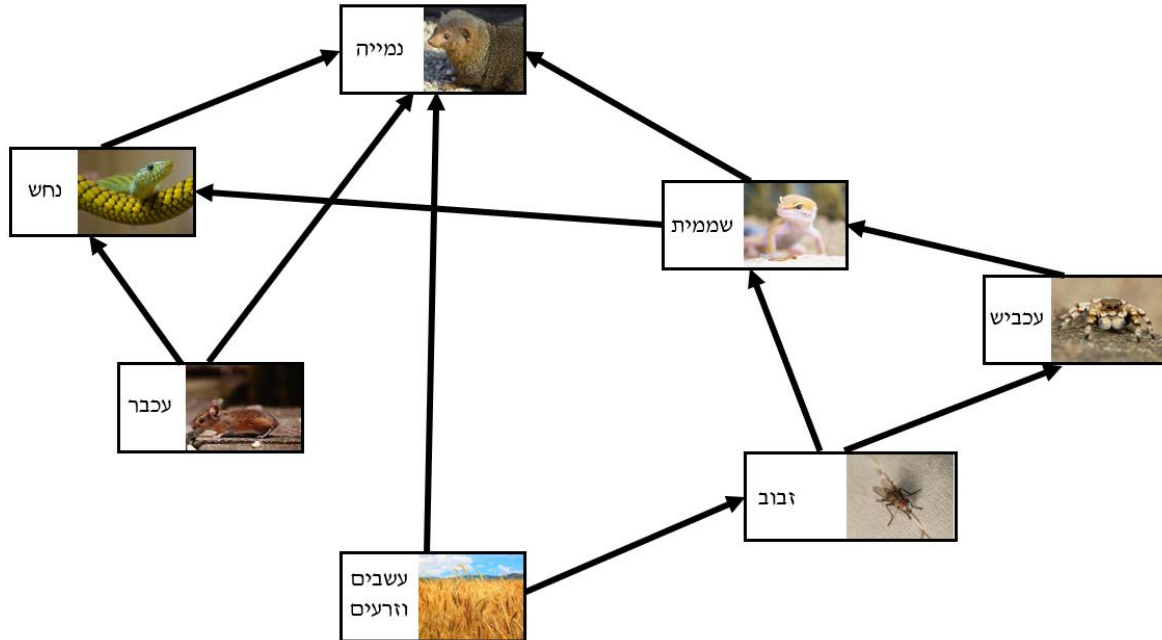 נמייה
נחש
שממית
עכביש
עכבר
זבוב
עשבים
וזרעים